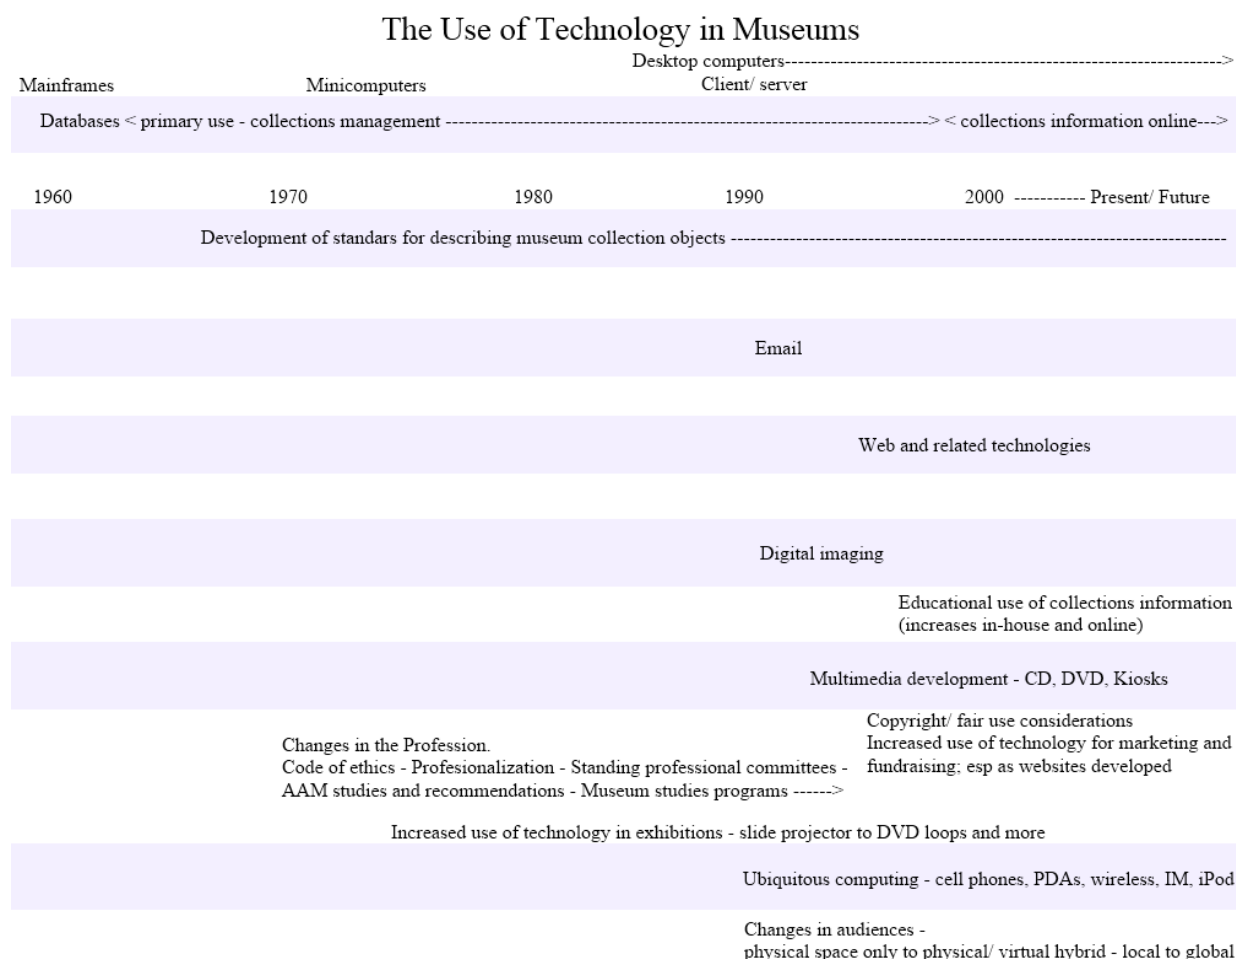 The Use of Technology in Museums
Desktop computers------------------------------------------------------------------->
Mainframes Minicomputers Client/ server
Databases < primary use - collections management --------------------------------------------------------------------------> < collections information online--->
1960 1970 1980 1990 2000 ----------- Present/ Future
Development of standars for describing museum collection objects ----------------------------------------------------------------------------
Email
Web and related technologies
Digital imaging
Educational use of collections information
(increases in-house and online)
Multimedia development - CD, DVD, Kiosks
Copyright/ fair use considerations
Increased use of technology for marketing and
fundraising; esp as websites developed
Changes in the Profession.
Code of ethics - Profesionalization - Standing professional committees -
AAM studies and recommendations - Museum studies programs ------>
Increased use of technology in exhibitions - slide projector to DVD loops and more
Ubiquitous computing - cell phones, PDAs, wireless, IM, iPod
Changes in audiences -
physical space only to physical/ virtual hybrid - local to global